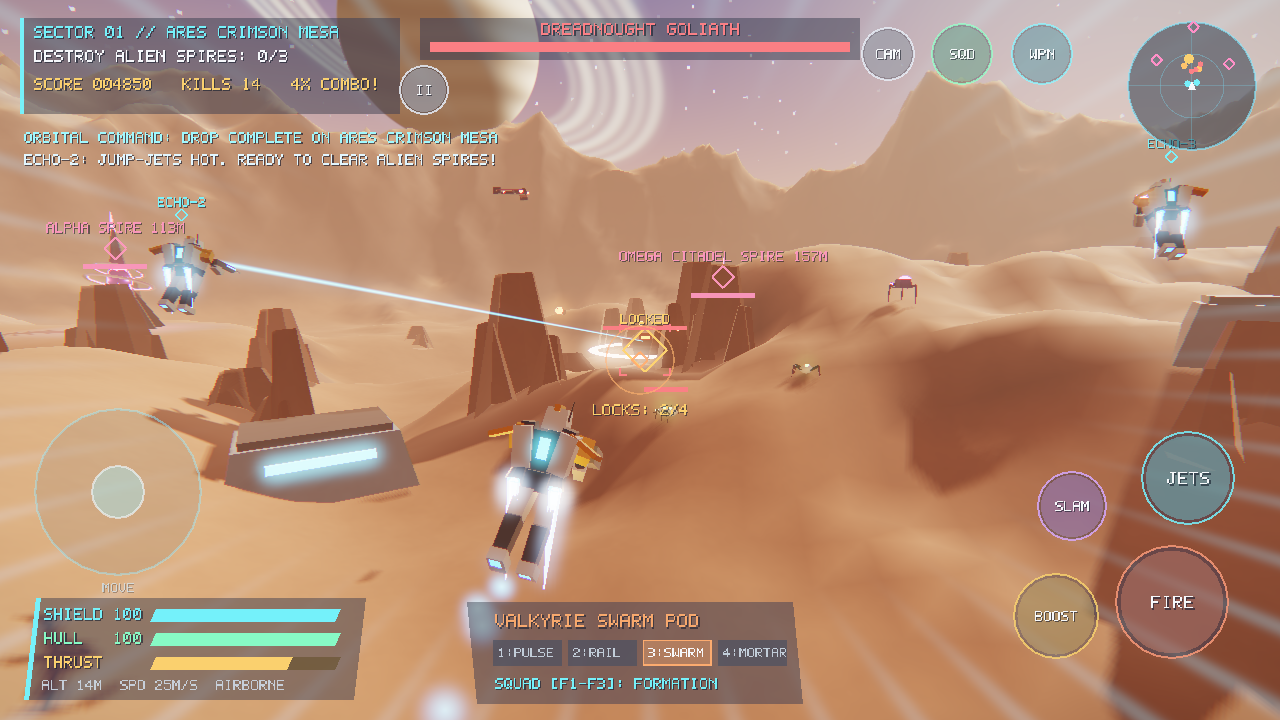 SECTOR 01 // ARES CRIMSON MESA
DESTROY ALIEN SPIRES: 0/3
SCORE 004850 KILLS 14 4X COMBO!
DREADNOUGHT GOLIATH
II
CAM
SQD
WPN
ORBITAL COMMAND: DROP COMPLETE ON ARES CRIMSON MESA
ECHO-2: JUMP-JETS HOT. READY TO CLEAR ALIEN SPIRES!
ECHO-3
ECHO-2
ALPHA SPIRE 113M
OMEGA CITADEL SPIRE 157M
LOCKED
LOCKS: 2/4
JETS
SLAM
FIRE
BOOST
MOVE
SHIELD 100
HULL 100
THRUST
ALT 14M SPD 25M/S AIRBORNE
VALKYRIE SWARM POD
1:PULSE 2:RAIL 3:SWARM 4:MORTAR
SQUAD [F1-F3]: FORMATION